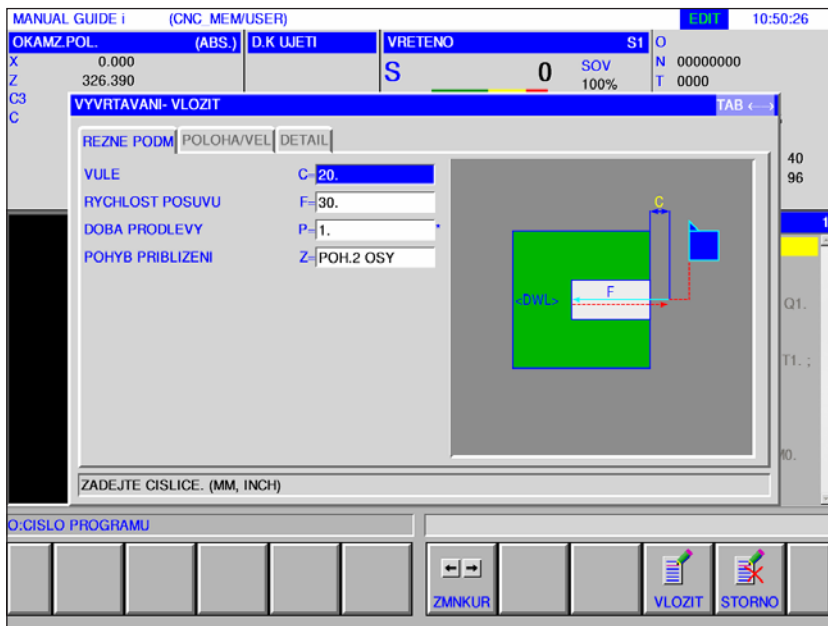 MANUAL GUIDE i (CNC_MEM/USER) EDIT 10:50:26
OKAMZ.POL. (ABS.) D.K UJETI VRETENO S1 O
X 0.000 N 00000000
Z 326.390 S 0 SOV 100% T 0000
C3
C
VYVRTAVANI- VLOZIT TAB ←→
REZNE PODM POLOHA/VEL DETAIL
VULE C=20.
RYCHLOST POSUVU F=30.
DOBA PRODLEVY P=1. *
POHYB PRIBLIZENI Z=POH.2 OSY
C
<DWL> F
40
96
1
Q1.
T1. ;
M0.
ZADEJTE CISLICE. (MM, INCH)
O:CISLO PROGRAMU
ZMNKUR VLOZIT STORNO